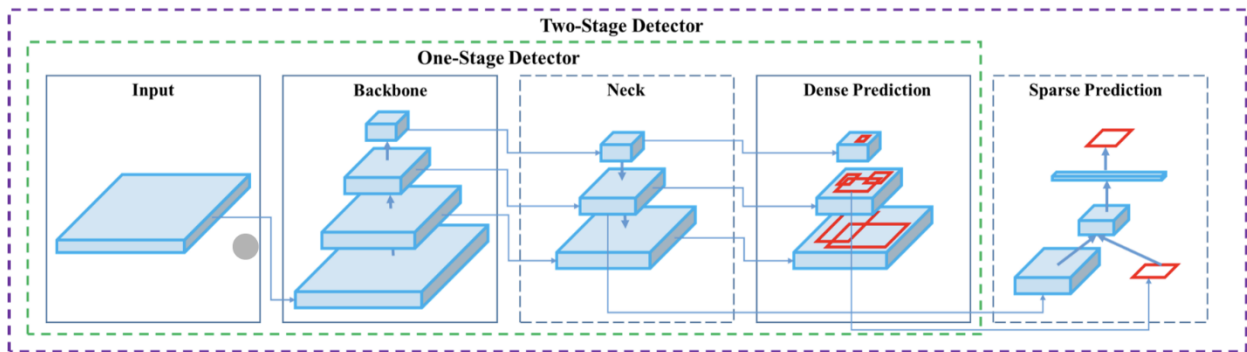 Two-Stage Detector
One-Stage Detector
Input
Backbone
Neck
Dense Prediction
Sparse Prediction